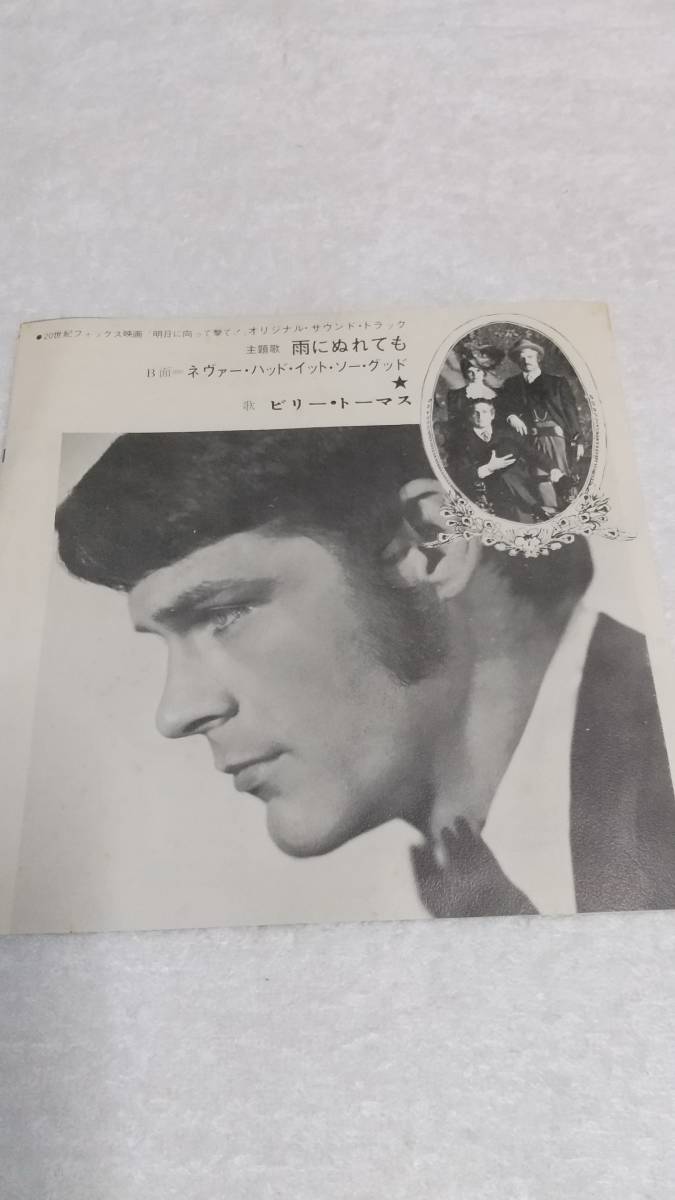 ●20世紀フォックス映画「明日に向って撃て!」オリジナル・サウンド・トラック
主題歌 雨にぬれても
B面＝ネヴァー・ハッド・イット・ソー・グッド
★
歌 ビリー・トーマス